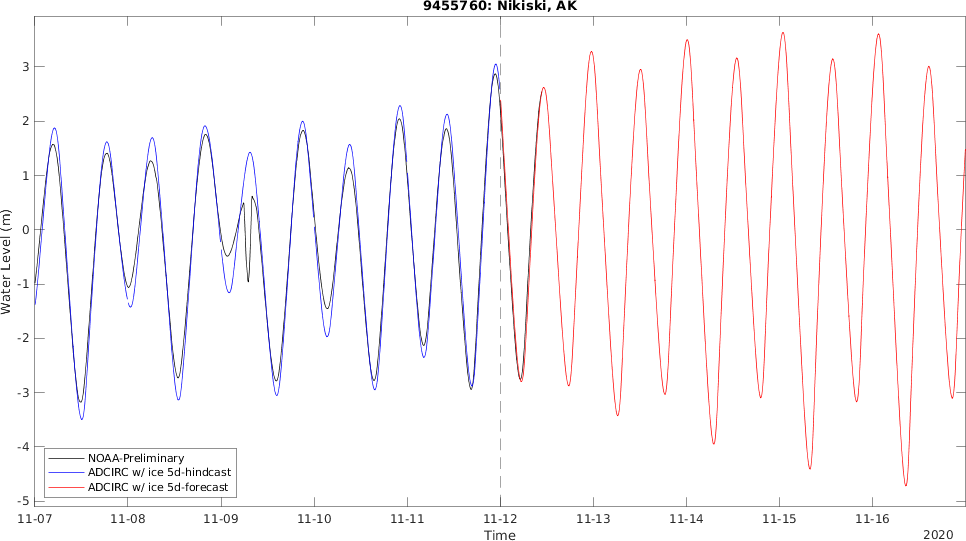 9455760: Nikiski, AK
3
2
1
0
-1
-2
-3
-4
-5
Water Level (m)
NOAA-Preliminary
ADCIRC w/ ice 5d-hindcast
ADCIRC w/ ice 5d-forecast
11-07 11-08 11-09 11-10 11-11 11-12 11-13 11-14 11-15 11-16
Time
2020